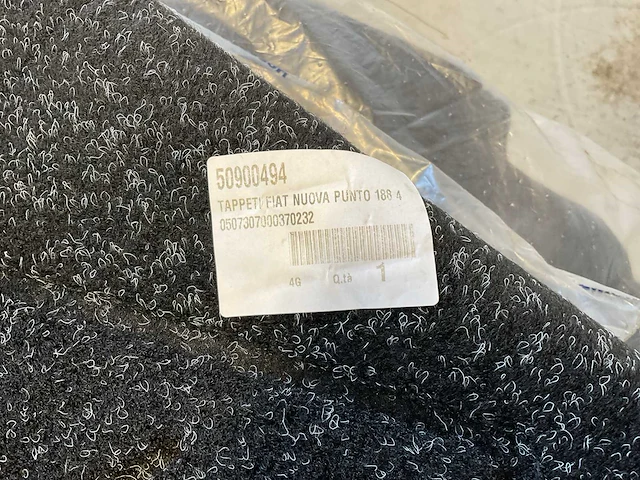 50900494
TAPPETI FIAT NUOVA PUNTO 188 4
0507307000370232
4G Q.tà 1